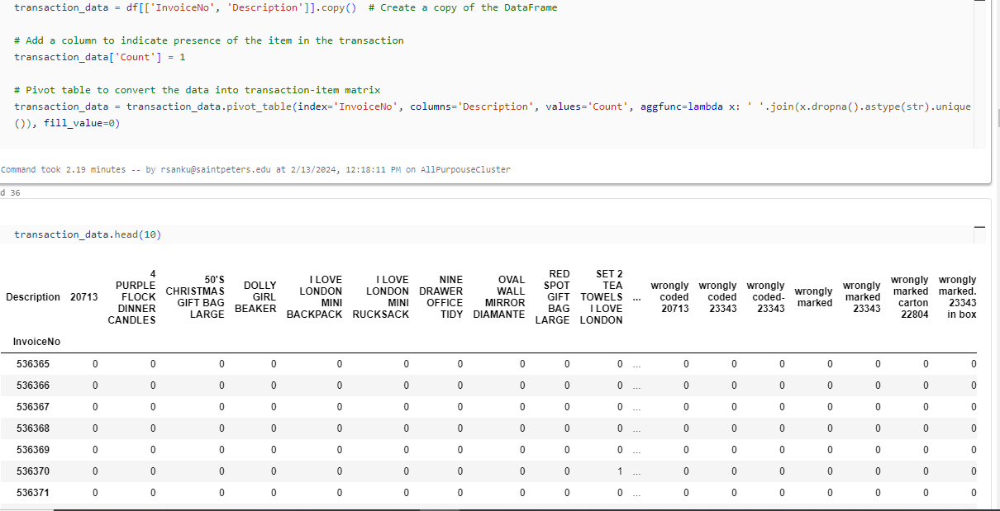 transaction_data = df[['InvoiceNo', 'Description']].copy()  # Create a copy of the DataFrame
# Add a column to indicate presence of the item in the transaction
transaction_data['Count'] = 1
# Pivot table to convert the data into transaction-item matrix
transaction_data = transaction_data.pivot_table(index='InvoiceNo', columns='Description', values='Count', aggfunc=lambda x: ' '.join(x.dropna().astype(str).unique
()), fill_value=0)
Command took 2.19 minutes -- by rsanku@saintpeters.edu at 2/13/2024, 12:18:11 PM on AllPurpouseCluster
d 36
transaction_data.head(10)
Description
20713
4
PURPLE
FLOCK
DINNER
CANDLES
50'S
CHRISTMAS
GIFT BAG
LARGE
DOLLY
GIRL
BEAKER
I LOVE
LONDON
MINI
BACKPACK
I LOVE
LONDON
MINI
RUCKSACK
NINE
DRAWER
OFFICE
TIDY
OVAL
WALL
MIRROR
DIAMANTE
RED
SPOT
GIFT
BAG
LARGE
SET 2
TEA
TOWELS
I LOVE
LONDON
...
wrongly
coded
20713
wrongly
coded
23343
wrongly
coded-
23343
wrongly
marked
wrongly
marked
23343
wrongly
marked
carton
22804
wrongly
marked.
23343
in box
InvoiceNo
536365 0 0 0 0 0 0 0 0 0 0 ... 0 0 0 0 0 0 0
536366 0 0 0 0 0 0 0 0 0 0 ... 0 0 0 0 0 0 0
536367 0 0 0 0 0 0 0 0 0 0 ... 0 0 0 0 0 0 0
536368 0 0 0 0 0 0 0 0 0 0 ... 0 0 0 0 0 0 0
536369 0 0 0 0 0 0 0 0 0 0 ... 0 0 0 0 0 0 0
536370 0 0 0 0 0 0 0 0 0 1 ... 0 0 0 0 0 0 0
536371 0 0 0 0 0 0 0 0 0 0 ... 0 0 0 0 0 0 0